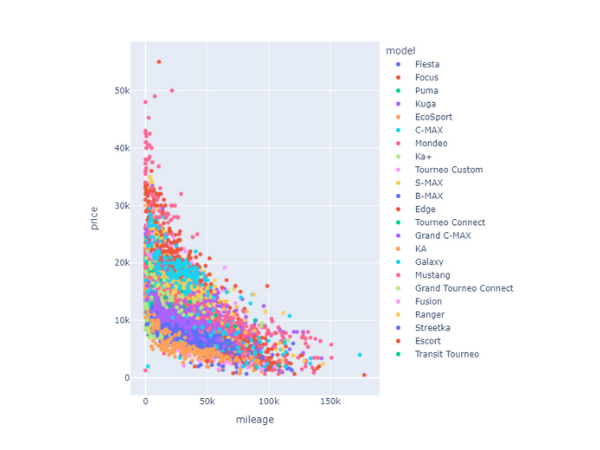 model
Fiesta
Focus
Puma
Kuga
EcoSport
C-MAX
Mondeo
Ka+
Tourneo Custom
S-MAX
B-MAX
Edge
Tourneo Connect
Grand C-MAX
KA
Galaxy
Mustang
Grand Tourneo Connect
Fusion
Ranger
Streetka
Escort
Transit Tourneo
50k
40k
30k
20k
10k
0
price
0 50k 100k 150k
mileage